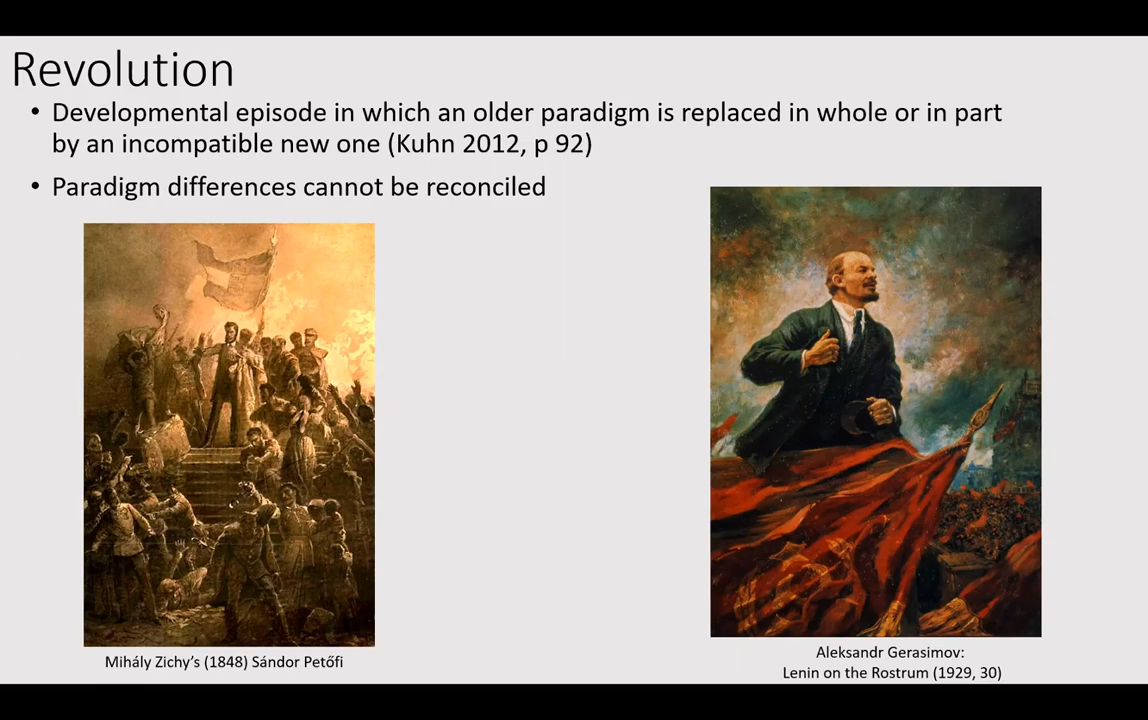 Revolution
• Developmental episode in which an older paradigm is replaced in whole or in part
by an incompatible new one (Kuhn 2012, p 92)
• Paradigm differences cannot be reconciled
Mihály Zichy’s (1848) Sándor Petőfi
Aleksandr Gerasimov:
Lenin on the Rostrum (1929, 30)